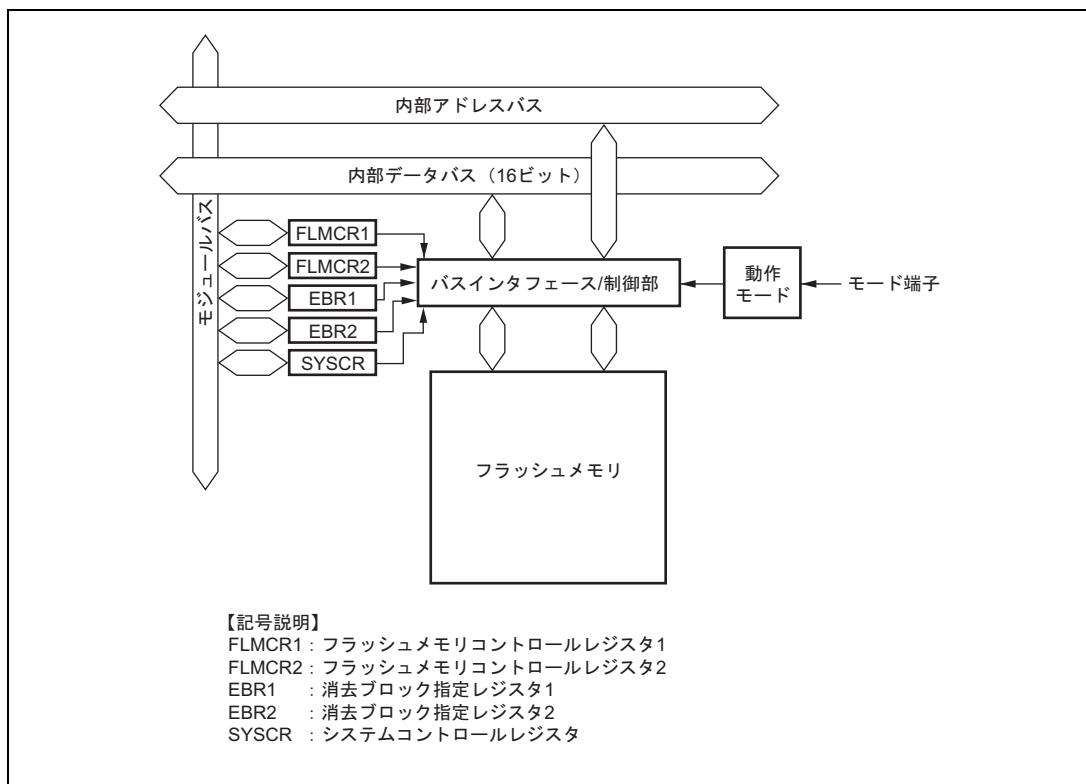 内部アドレスバス
内部データバス（16ビット）
モジュールバス
FLMCR1
FLMCR2
EBR1
EBR2
SYSCR
バスインタフェース/制御部
動作
モード
モード端子
フラッシュメモリ
【記号説明】
FLMCR1：フラッシュメモリコントロールレジスタ1
FLMCR2：フラッシュメモリコントロールレジスタ2
EBR1　：消去ブロック指定レジスタ1
EBR2　：消去ブロック指定レジスタ2
SYSCR　：システムコントロールレジスタ